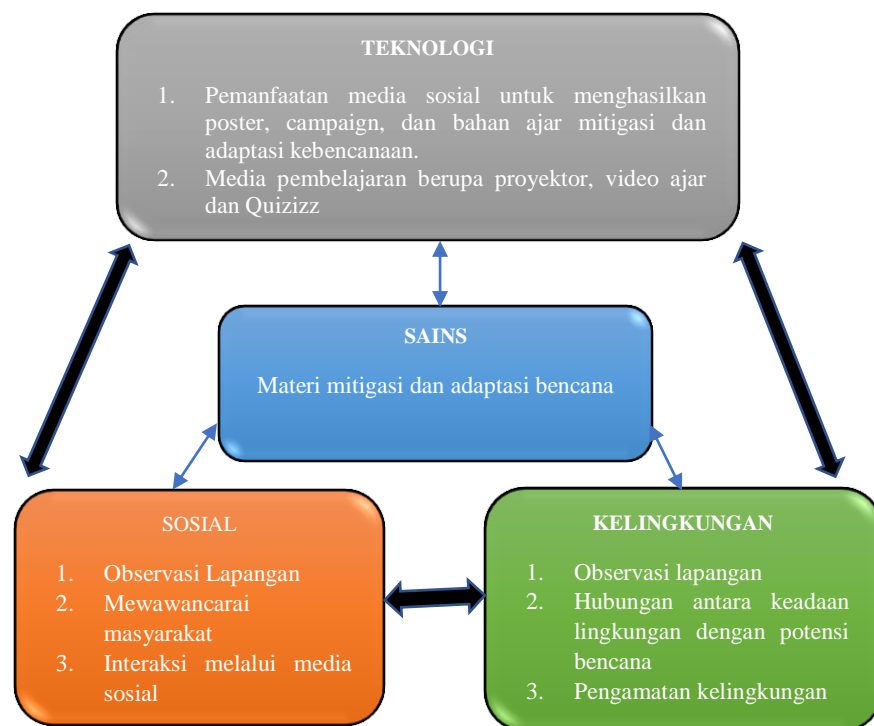 TEKNOLOGI
1. Pemanfaatan media sosial untuk menghasilkan
poster, campaign, dan bahan ajar mitigasi dan
adaptasi kebencanaan.
2. Media pembelajaran berupa proyektor, video ajar
dan Quizizz
SAINS
Materi mitigasi dan adaptasi bencana
SOSIAL
1. Observasi Lapangan
2. Mewawancarai
masyarakat
3. Interaksi melalui media
sosial
KELINGKUNGAN
1. Observasi lapangan
2. Hubungan antara keadaan
lingkungan dengan potensi
bencana
3. Pengamatan kelingkungan